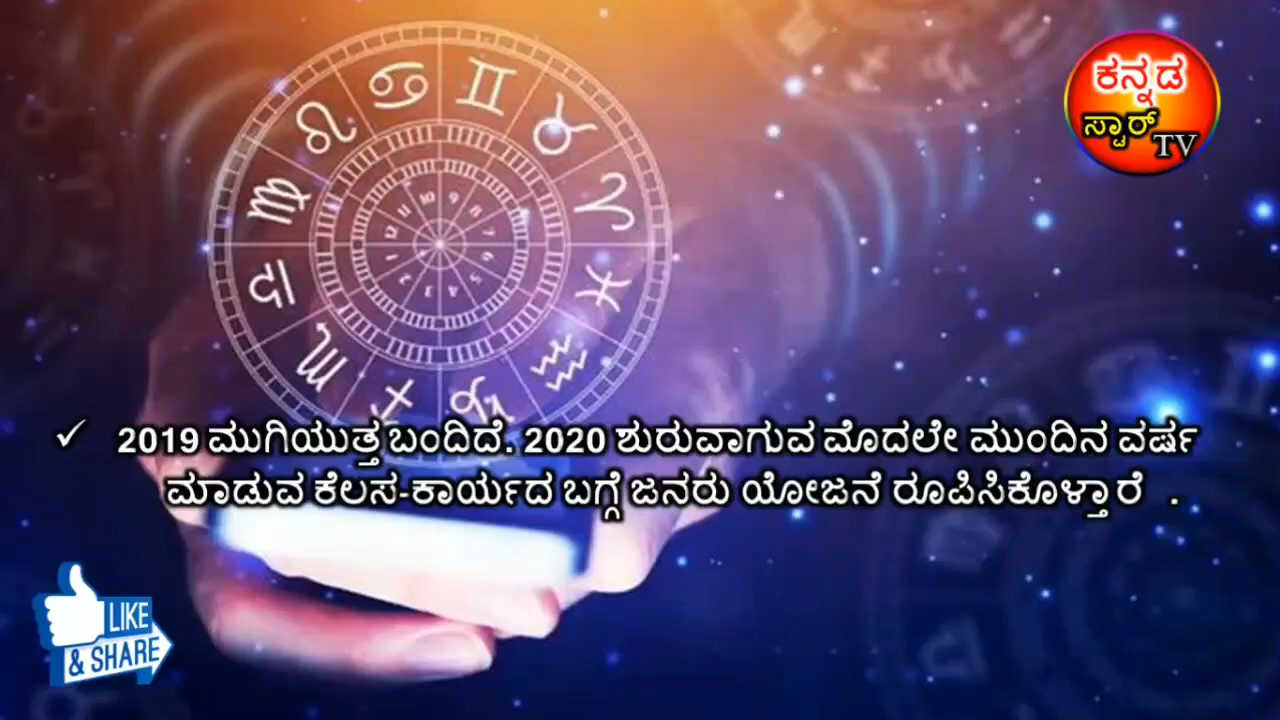 ಕನ್ನಡ
ಸ್ಟಾರ್
TV
✓ 2019 ಮುಗಿಯುತ್ತ ಬಂದಿದೆ. 2020 ಶುರುವಾಗುವ ಮೊದಲೇ ಮುಂದಿನ ವರ್ಷ
ಮಾಡುವ ಕೆಲಸ-ಕಾರ್ಯದ ಬಗ್ಗೆ ಜನರು ಯೋಜನೆ ರೂಪಿಸಿಕೊಳ್ತಾರೆ .
LIKE
& SHARE